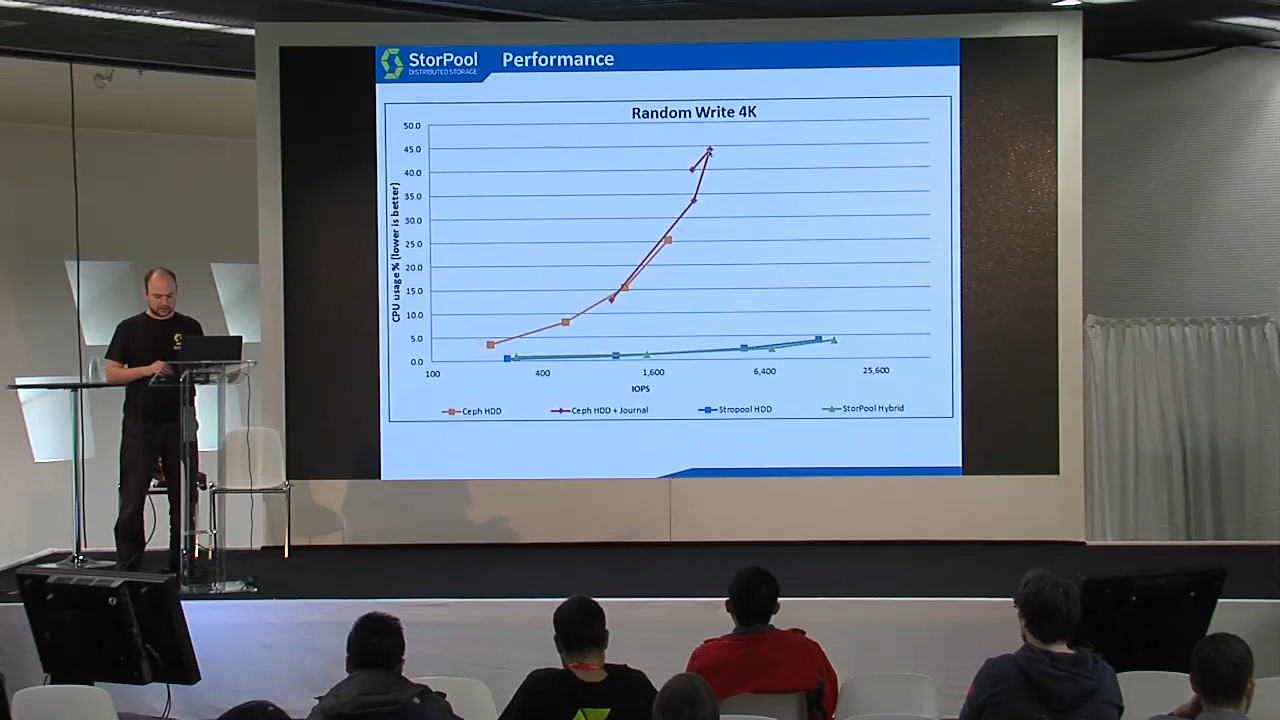 StorPool
DISTRIBUTED STORAGE
Performance
Random Write 4K
CPU usage % (lower is better)
50.0
45.0
40.0
35.0
30.0
25.0
20.0
15.0
10.0
5.0
0.0
100 400 1,600 6,400 25,600
IOPS
Ceph HDD Ceph HDD + Journal Stropool HDD StorPool Hybrid